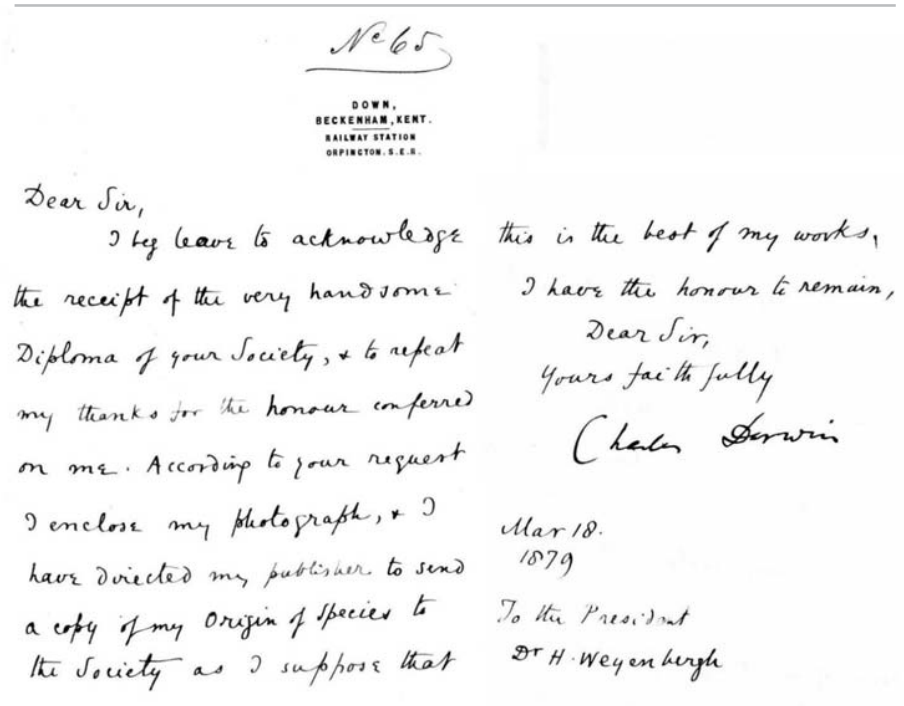 No 65
DOWN,
BECKENHAM, KENT.
RAILWAY STATION
ORPINGTON. S.E.R.
Dear Sir,
I beg leave to acknowledge
the receipt of the very handsome
Diploma of your Society, & to repeat
my thanks for the honour conferred
on me. According to your request
I enclose my photograph, & I
have directed my publisher to send
a copy of my Origin of Species to
the Society as I suppose that
this is the best of my works,
I have the honour to remain,
Dear Sir,
Yours faithfully
Charles Darwin
Mar 18.
1879
To the President
Dr H. Weyenbergh